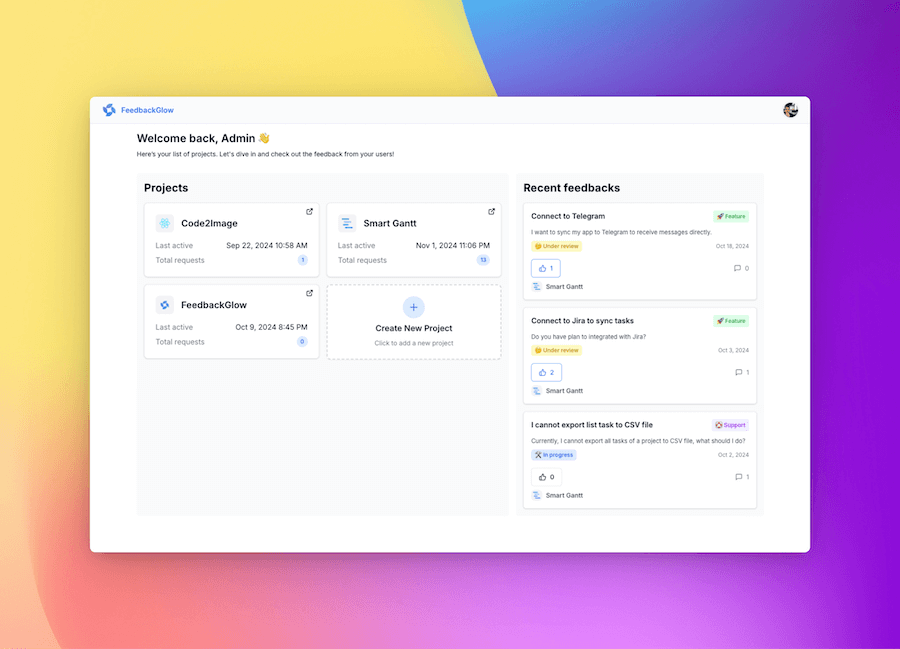 FeedbackGlow
Welcome back, Admin 👋
Here's your list of projects. Let's dive in and check out the feedback from your users!
Projects
Code2Image
Last active Sep 22, 2024 10:58 AM
Total requests 1
Smart Gantt
Last active Nov 1, 2024 11:06 PM
Total requests 13
FeedbackGlow
Last active Oct 9, 2024 8:45 PM
Total requests 0
+
Create New Project
Click to add a new project
Recent feedbacks
Connect to Telegram 🚀 Feature
I want to sync my app to Telegram to receive messages directly.
Under review Oct 18, 2024
1 0
Smart Gantt
Connect to Jira to sync tasks 🚀 Feature
Do you have plan to integrated with Jira?
Under review Oct 3, 2024
2 1
Smart Gantt
I cannot export list task to CSV file 🛟 Support
Currently, I cannot export all tasks of a project to CSV file, what should I do?
🛠 In progress Oct 2, 2024
0 1
Smart Gantt